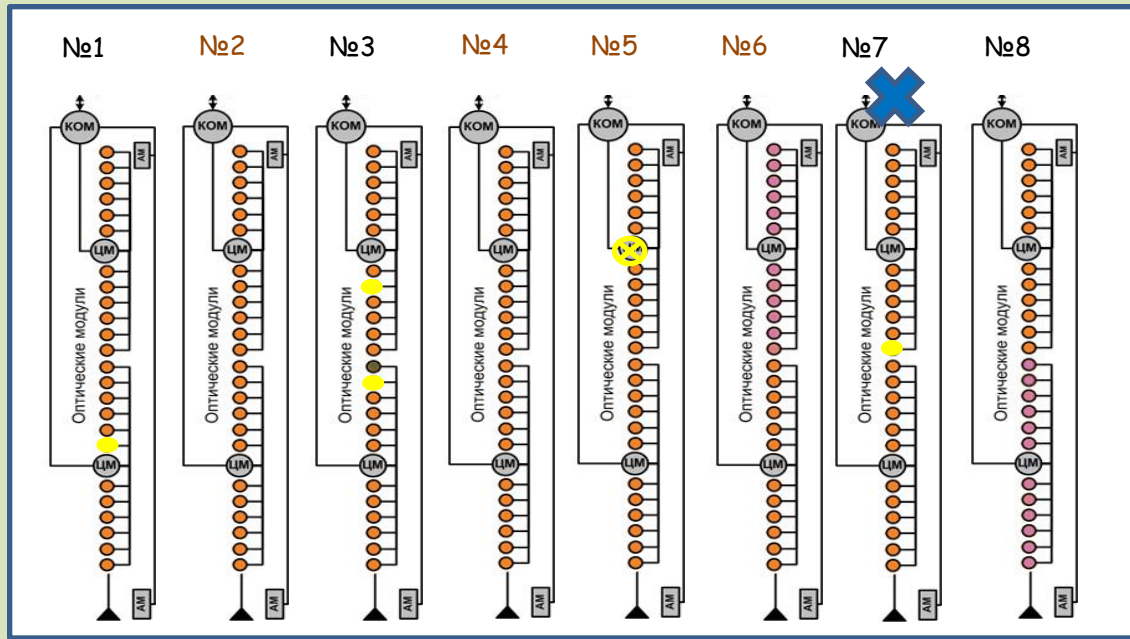 №1 №2 №3 №4 №5 №6 №7 №8
КОМ КОМ КОМ КОМ КОМ КОМ КОМ КОМ
АМ АМ АМ АМ АМ АМ АМ АМ
ЦМ ЦМ ЦМ ЦМ ЦМ ЦМ ЦМ
Оптические модули Оптические модули Оптические модули Оптические модули Оптические модули Оптические модули Оптические модули Оптические модули
ЦМ ЦМ ЦМ ЦМ ЦМ ЦМ ЦМ ЦМ
АМ АМ АМ АМ АМ АМ АМ АМ